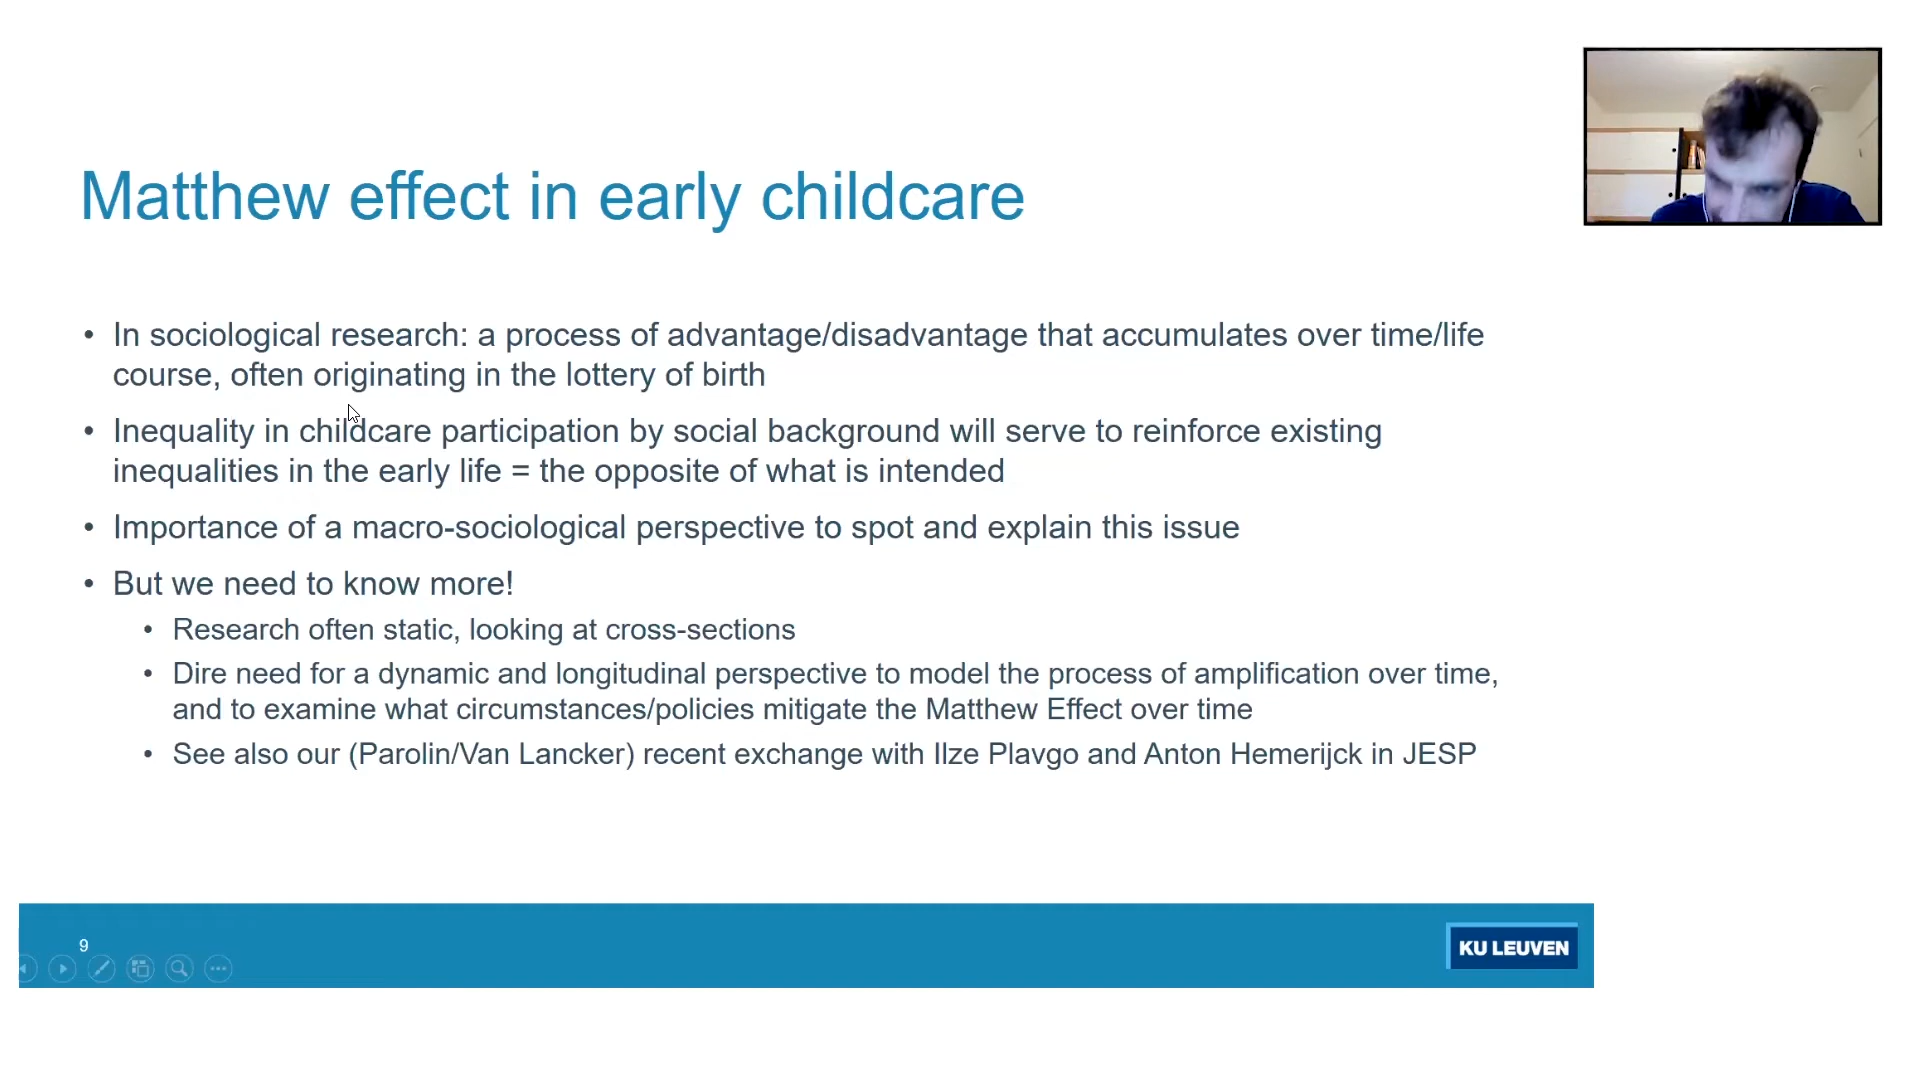 Matthew effect in early childcare
• In sociological research: a process of advantage/disadvantage that accumulates over time/life
course, often originating in the lottery of birth
• Inequality in childcare participation by social background will serve to reinforce existing
inequalities in the early life = the opposite of what is intended
• Importance of a macro-sociological perspective to spot and explain this issue
• But we need to know more!
• Research often static, looking at cross-sections
• Dire need for a dynamic and longitudinal perspective to model the process of amplification over time,
and to examine what circumstances/policies mitigate the Matthew Effect over time
• See also our (Parolin/Van Lancker) recent exchange with Ilze Plavgo and Anton Hemerijck in JESP
9
KU LEUVEN